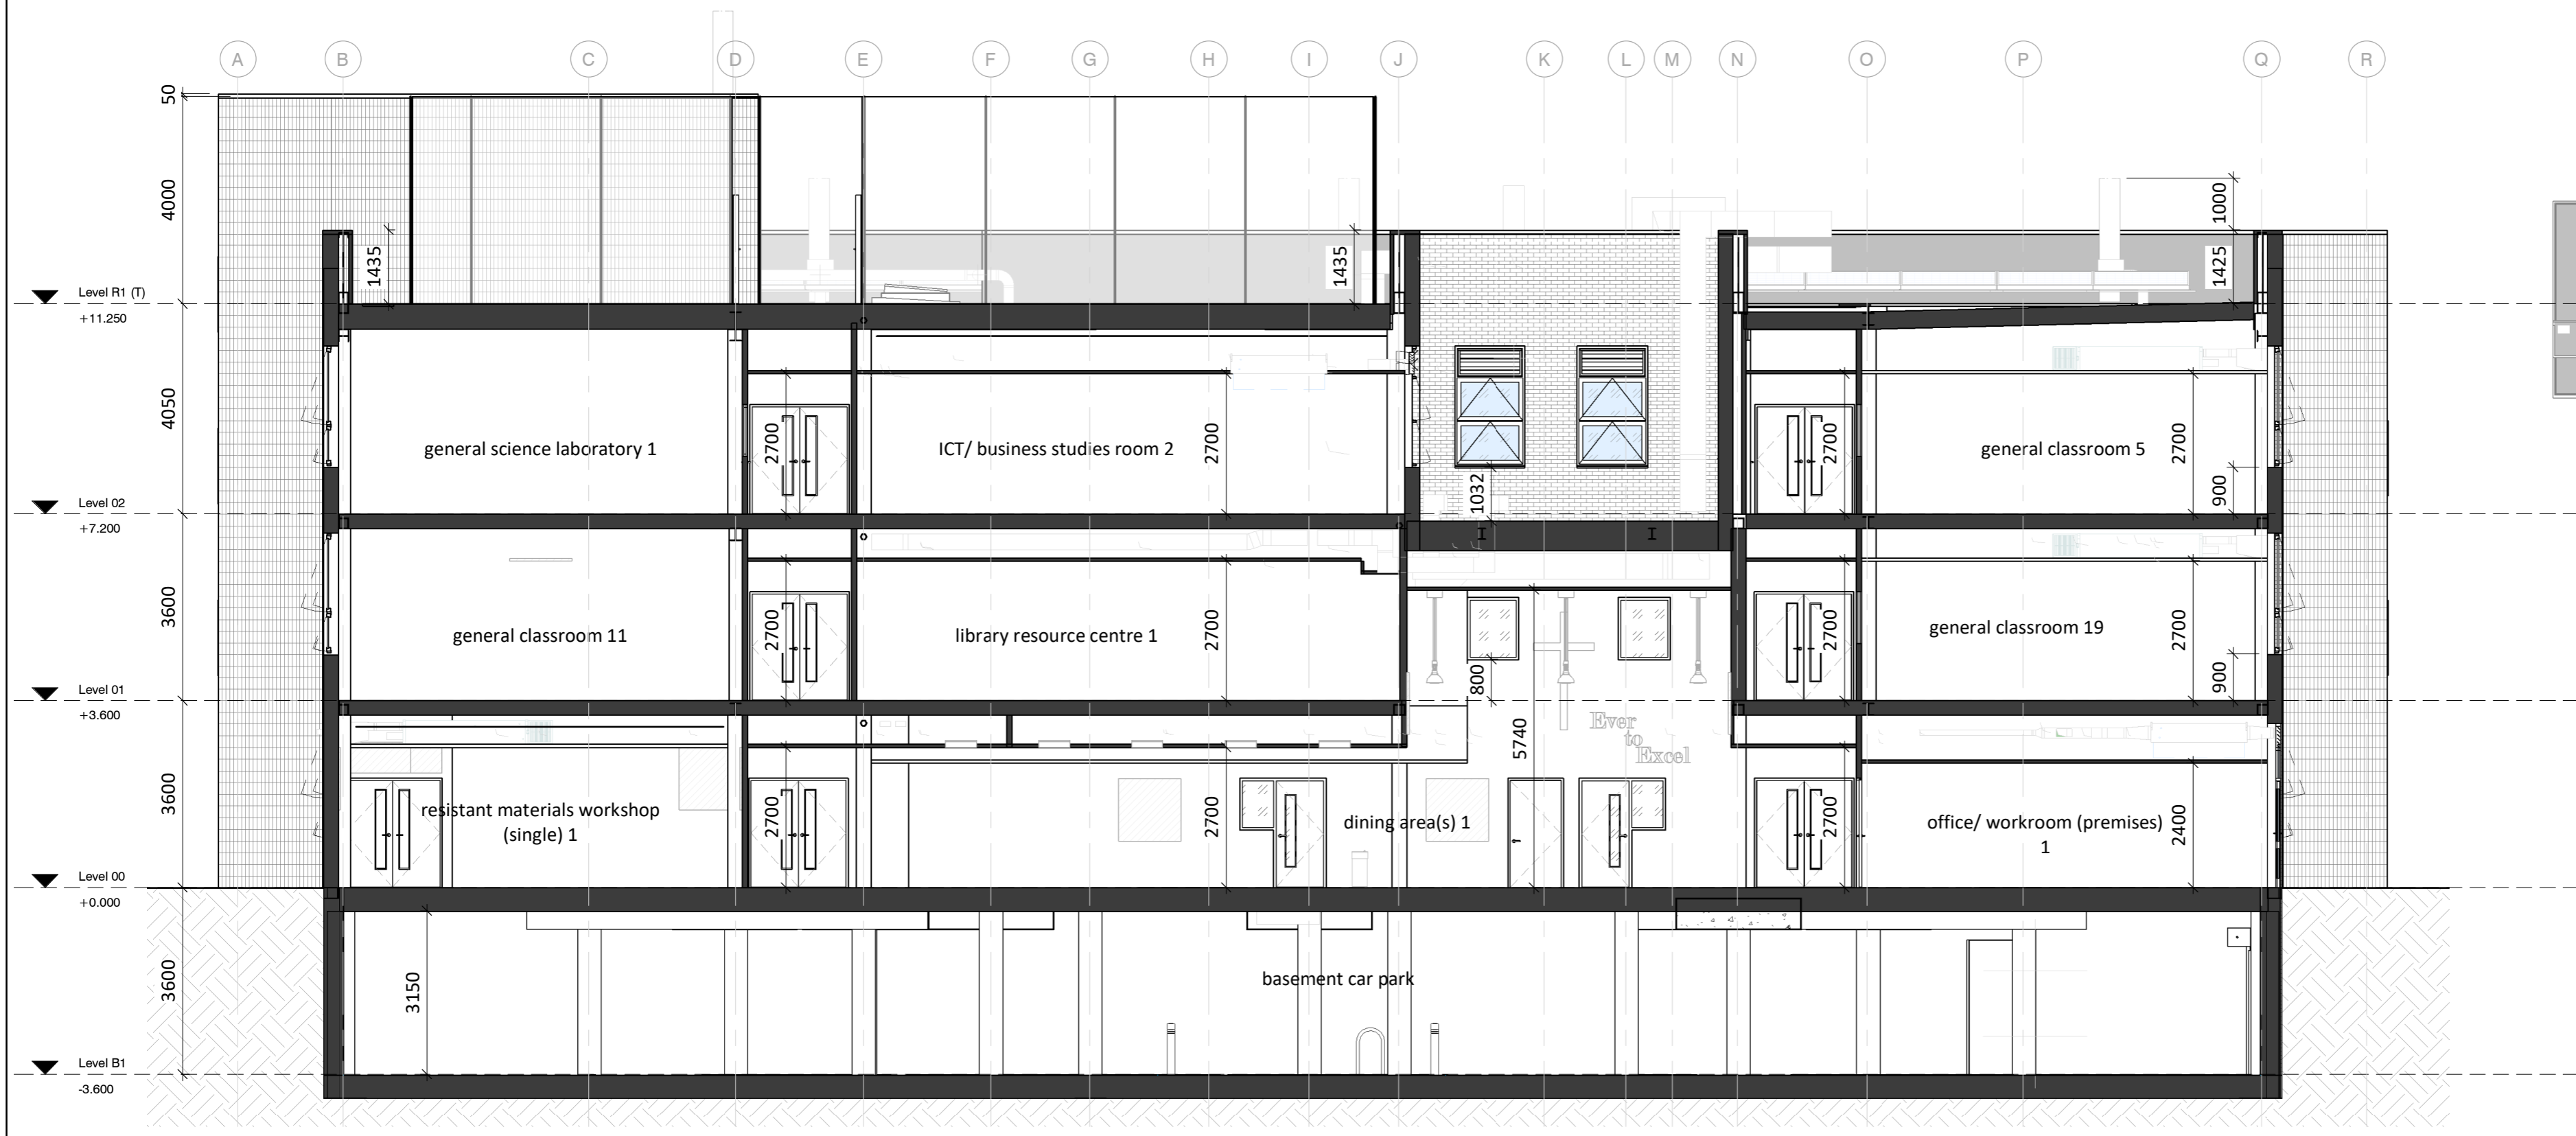 A B C D E F G H I J K L M N O P Q R
50
4000
1000
1435
1435
1425
Level R1 (T)
+11.250
4050
general science laboratory 1
2700
ICT/ business studies room 2
2700
1032
2700
general classroom 5
2700
900
Level 02
+7.200
3600
general classroom 11
2700
library resource centre 1
2700
800
2700
general classroom 19
2700
900
Level 01
+3.600
5740
Ever
to
Excel
3600
resistant materials workshop
(single) 1
2700
2700
dining area(s) 1
2700
office/ workroom (premises)
1
2400
Level 00
+0.000
3600
3150
basement car park
Level B1
-3.600